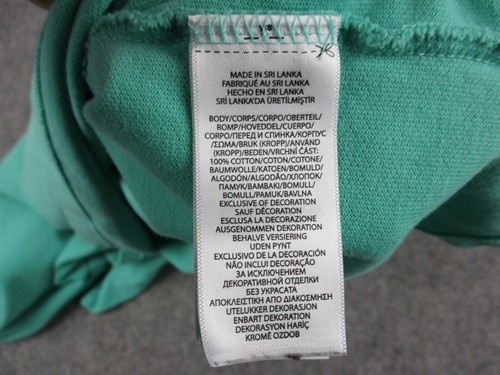 MADE IN SRI LANKA
FABRIQUÉ AU SRI LANKA
HECHO EN SRI LANKA
SRİ LANKA'DA ÜRETİLMİŞTİR
BODY/CORPS/CORPO/OBERTEIL/
ROMP/HOVEDDEL/CUERPO/
CORPO/ПЕРЕД И СПИНКА/КОРПУС
/ΣΩΜΑ/BRUK (KROPP)/ANVÄND
(KROPP)/BEDEN/VRCHNÍ ČÁST:
100% COTTON/COTON/COTONE/
BAUMWOLLE/KATOEN/BOMULD/
ALGODÓN/ALGODÃO/ХЛОПОК/
ПАМУК/ΒΑΜΒΑΚΙ/BOMULL/
BOMULL/PAMUK/BAVLNA
EXCLUSIVE OF DECORATION
SAUF DÉCORATION
ESCLUSA LA DECORAZIONE
AUSGENOMMEN DEKORATION
BEHALVE VERSIERING
UDEN PYNT
EXCLUSIVO DE LA DECORACIÓN
NÃO INCLUI DECORAÇÃO
ЗА ИСКЛЮЧЕНИЕМ
ДЕКОРАТИВНОЙ ОТДЕЛКИ
БЕЗ УКРАСАТА
ΑΠΟΚΛΕΙΣΤΙΚΗ ΑΠΟ ΔΙΑΚΟΣΜΗΣΗ
UTELUKKER DEKORASJON
ENBART DEKORATION
DEKORASYON HARİÇ
KROMĚ OZDOB